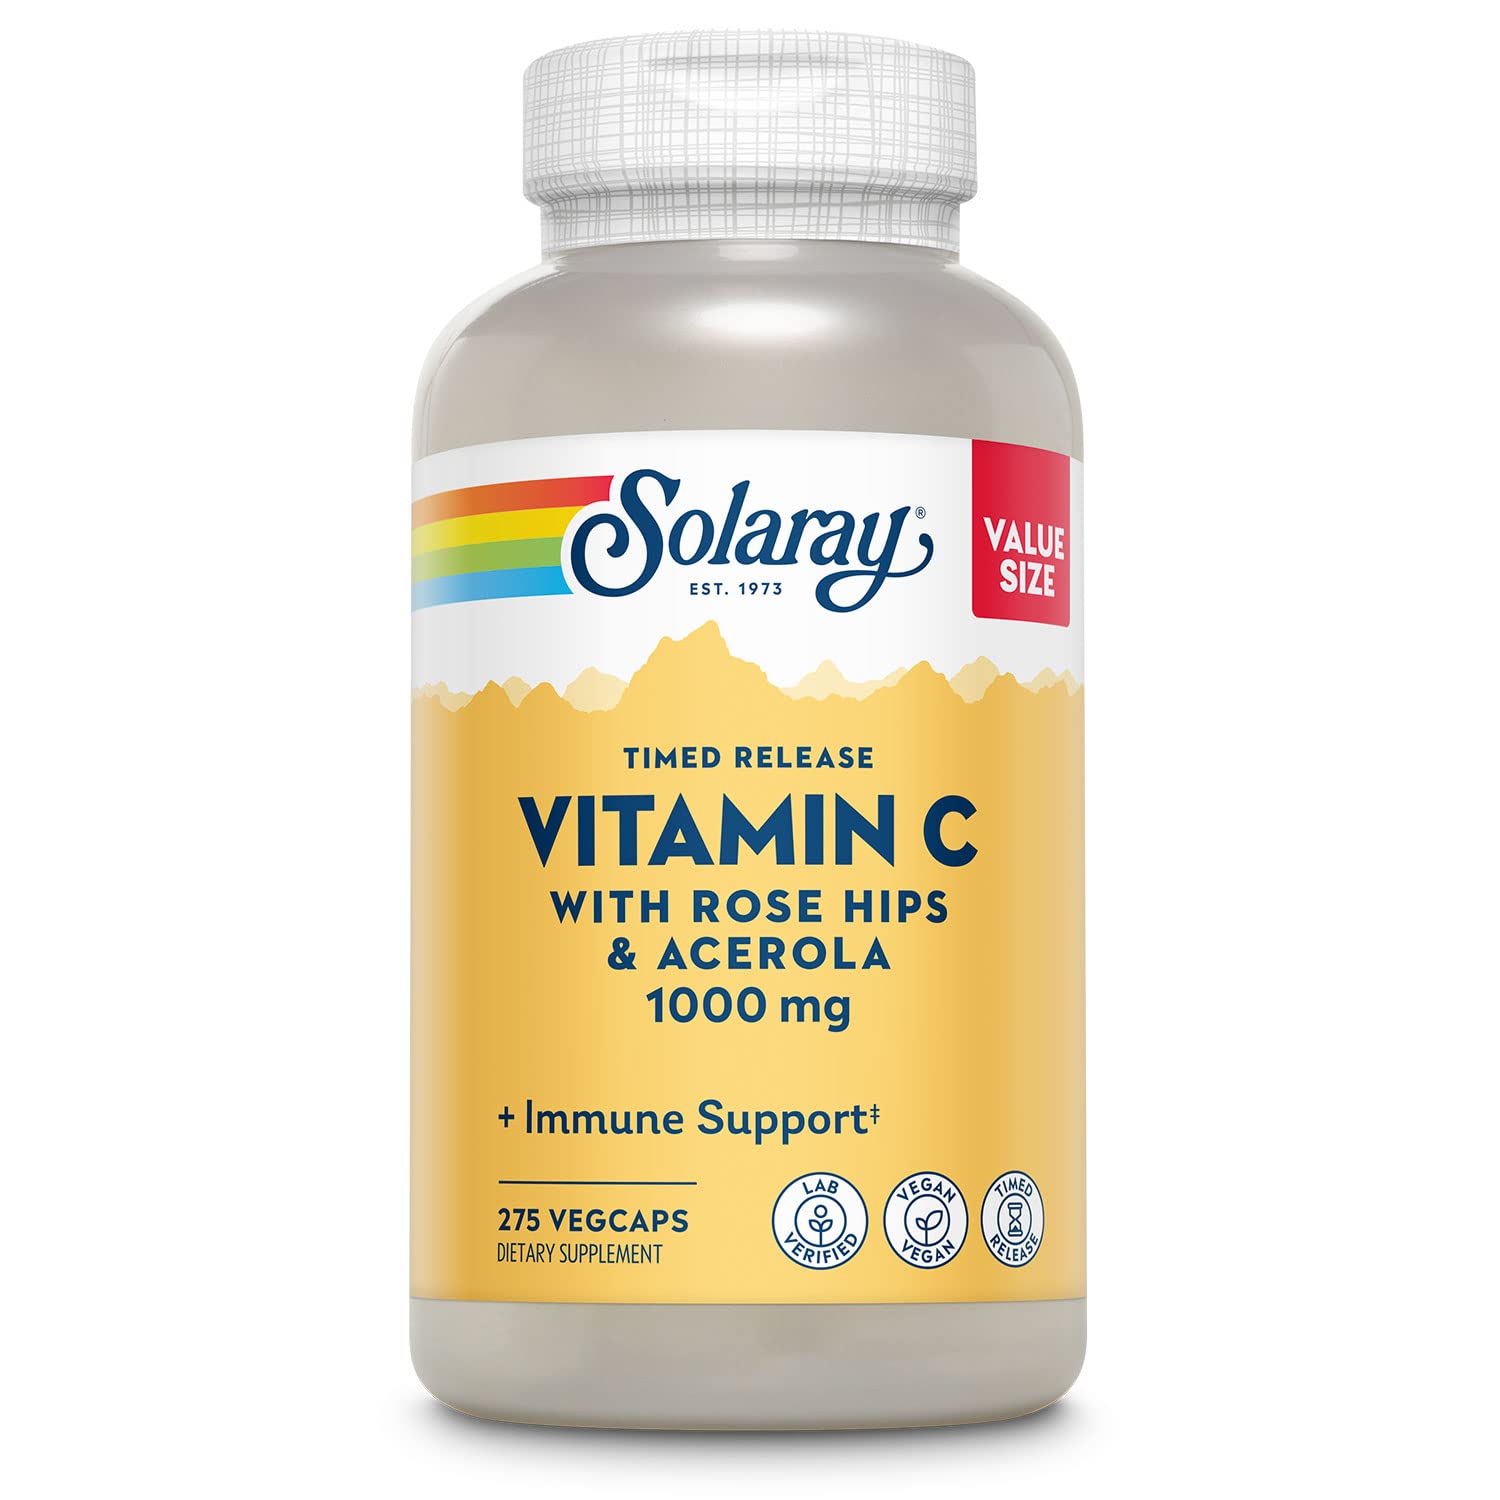 Solaray®
EST. 1973
VALUE
SIZE
TIMED RELEASE
VITAMIN C
WITH ROSE HIPS
& ACEROLA
1000 mg
+ Immune Support‡
275 VEGCAPS
DIETARY SUPPLEMENT
LAB
VERIFIED
VEGAN
VEGAN
TIMED
RELEASE